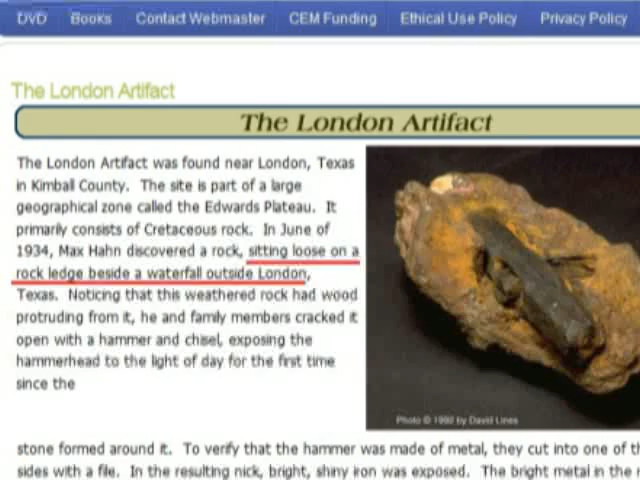 DVD Books Contact Webmaster CEM Funding Ethical Use Policy Privacy Policy
The London Artifact
The London Artifact
The London Artifact was found near London, Texas
in Kimball County. The site is part of a large
geographical zone called the Edwards Plateau. It
primarily consists of Cretaceous rock. In June of
1934, Max Hahn discovered a rock, sitting loose on a
rock ledge beside a waterfall outside London,
Texas. Noticing that this weathered rock had wood
protruding from it, he and family members cracked it
open with a hammer and chisel, exposing the
hammerhead to the light of day for the first time
since the
Photo © 1992 by David Lines
stone formed around it. To verify that the hammer was made of metal, they cut into one of
sides with a file. In the resulting nick, bright, shiny iron was exposed. The bright metal in the